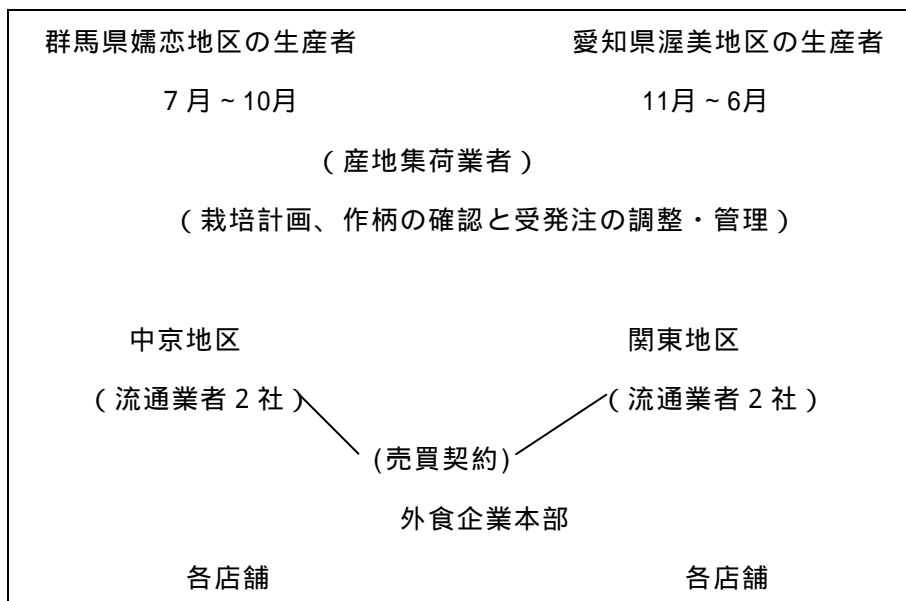 群馬県嬬恋地区の生産者 愛知県渥美地区の生産者
7月~10月 11月~6月
(産地集荷業者)
(栽培計画、作柄の確認と受発注の調整・管理)
中京地区 関東地区
(流通業者2社) (流通業者2社)
(売買契約)
外食企業本部
各店舗 各店舗